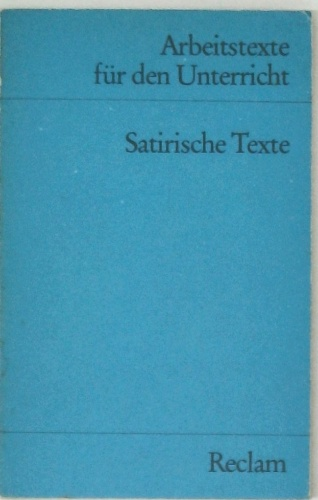 Arbeitstexte
für den Unterricht
Satirische Texte
Reclam